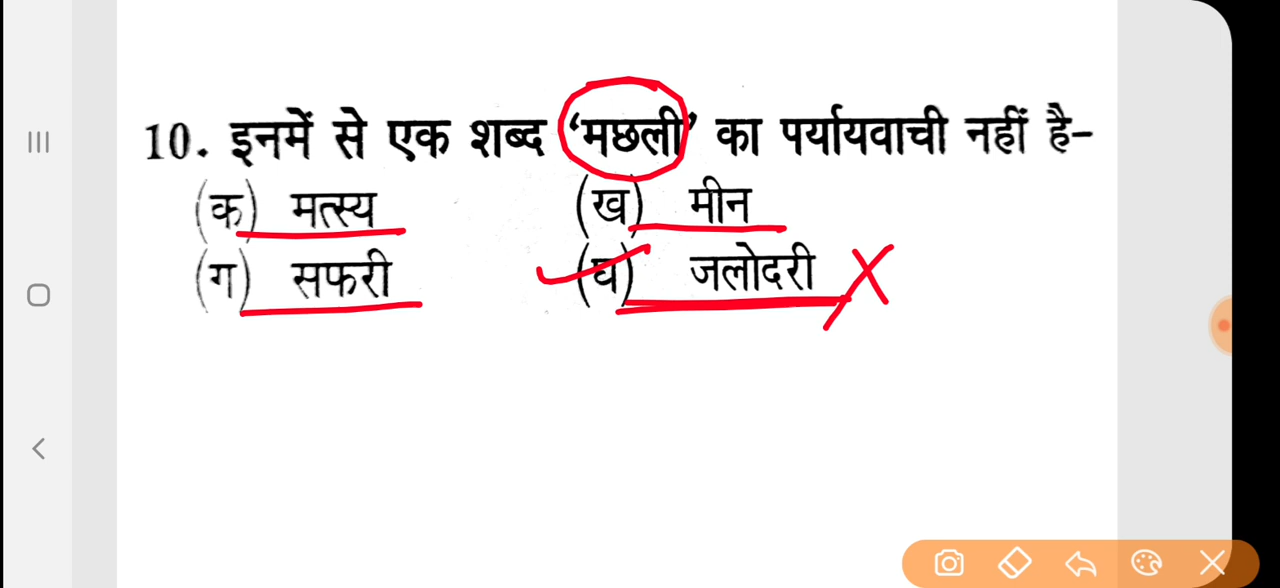 10. इनमें से एक शब्द 'मछली' का पर्यायवाची नहीं है-
(क) मत्स्य (ख) मीन
(ग) सफरी (घ) जलोदरी